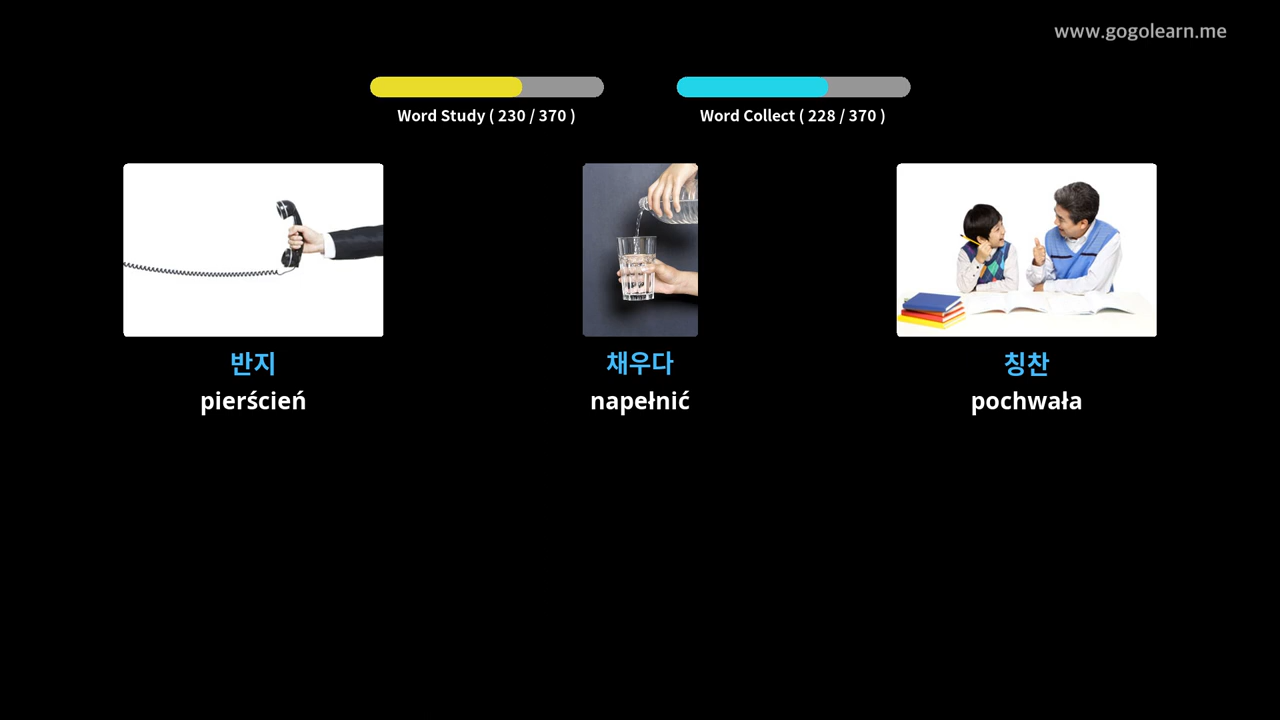 www.gogolearn.me
Word Study ( 230 / 370 )
Word Collect ( 228 / 370 )
반지
pierścień
채우다
napełnić
칭찬
pochwała